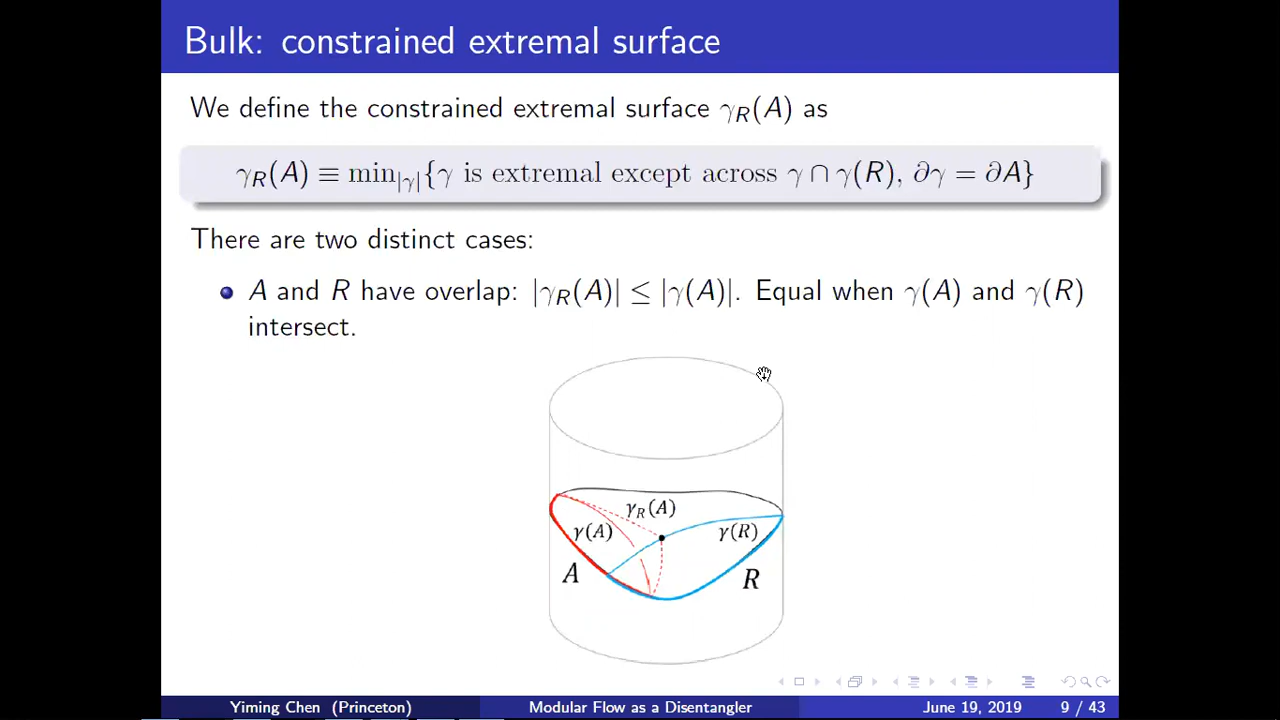 Bulk: constrained extremal surface
We define the constrained extremal surface γ_R(A) as
γ_R(A) ≡ min_{|γ|}{γ is extremal except across γ ∩ γ(R), ∂γ = ∂A}
There are two distinct cases:
A and R have overlap: |γ_R(A)| ≤ |γ(A)|. Equal when γ(A) and γ(R)
intersect.
γ_R(A)
γ(A)
γ(R)
A
R
Yiming Chen (Princeton)
Modular Flow as a Disentangler
June 19, 2019
9 / 43